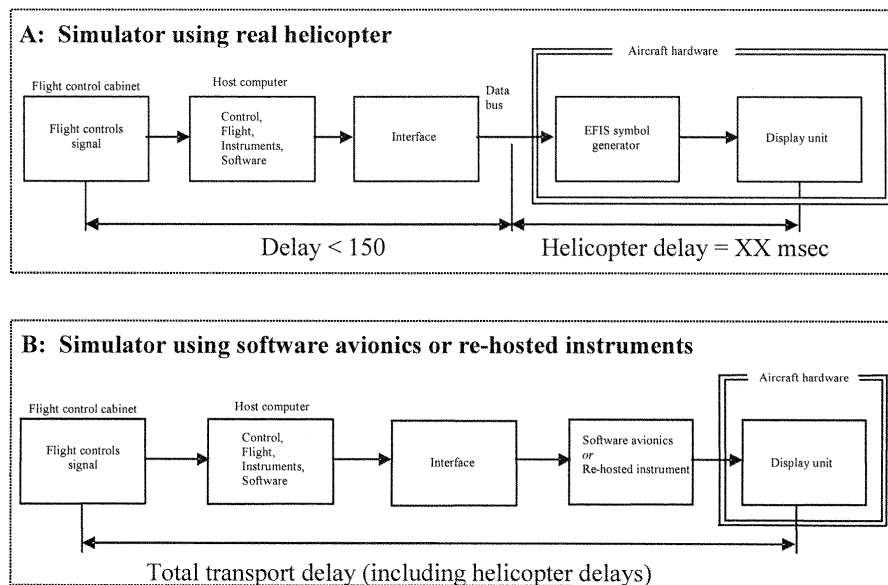 A: Simulator using real helicopter
Aircraft hardware
Flight control cabinet
Host computer
Data
bus
Flight controls
signal
Control,
Flight,
Instruments,
Software
Interface
EFIS symbol
generator
Display unit
Delay < 150
Helicopter delay = XX msec
B: Simulator using software avionics or re-hosted instruments
Aircraft hardware
Flight control cabinet
Host computer
Flight controls
signal
Control,
Flight,
Instruments,
Software
Interface
Software avionics
or
Re-hosted instrument
Display unit
Total transport delay (including helicopter delays)